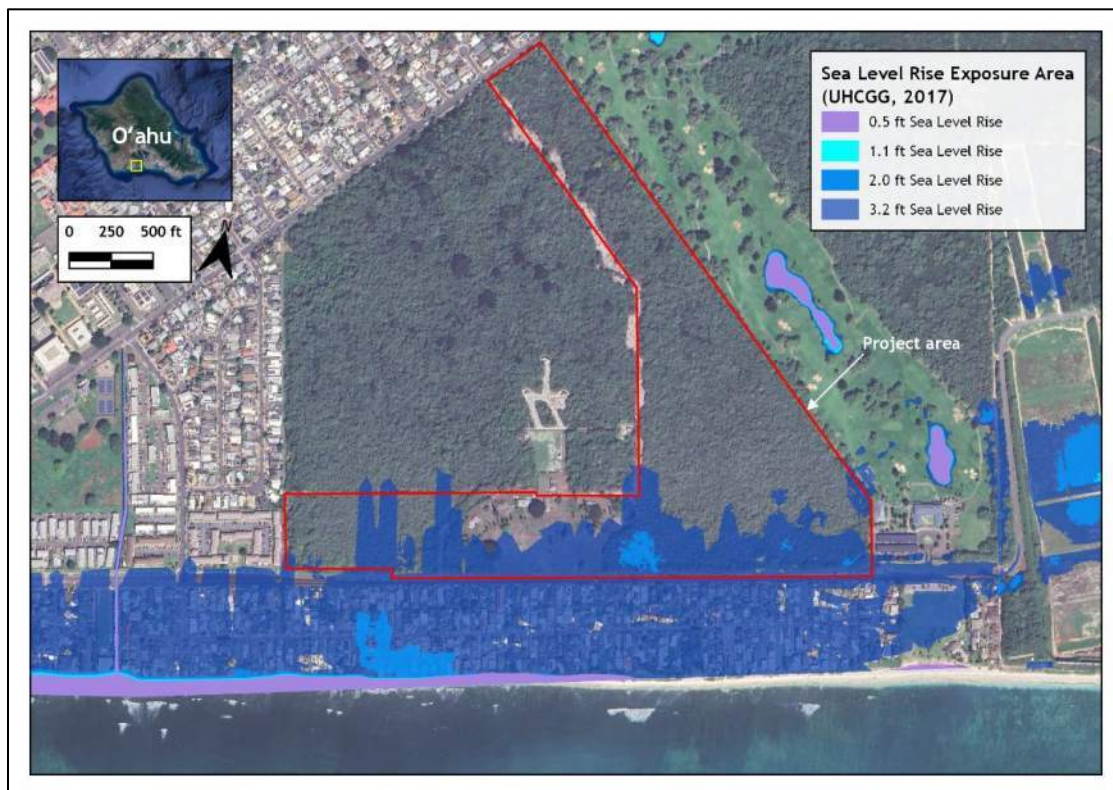 Oʻahu
0 250 500 ft
N
Sea Level Rise Exposure Area
(UHCGG, 2017)
0.5 ft Sea Level Rise
1.1 ft Sea Level Rise
2.0 ft Sea Level Rise
3.2 ft Sea Level Rise
Project area